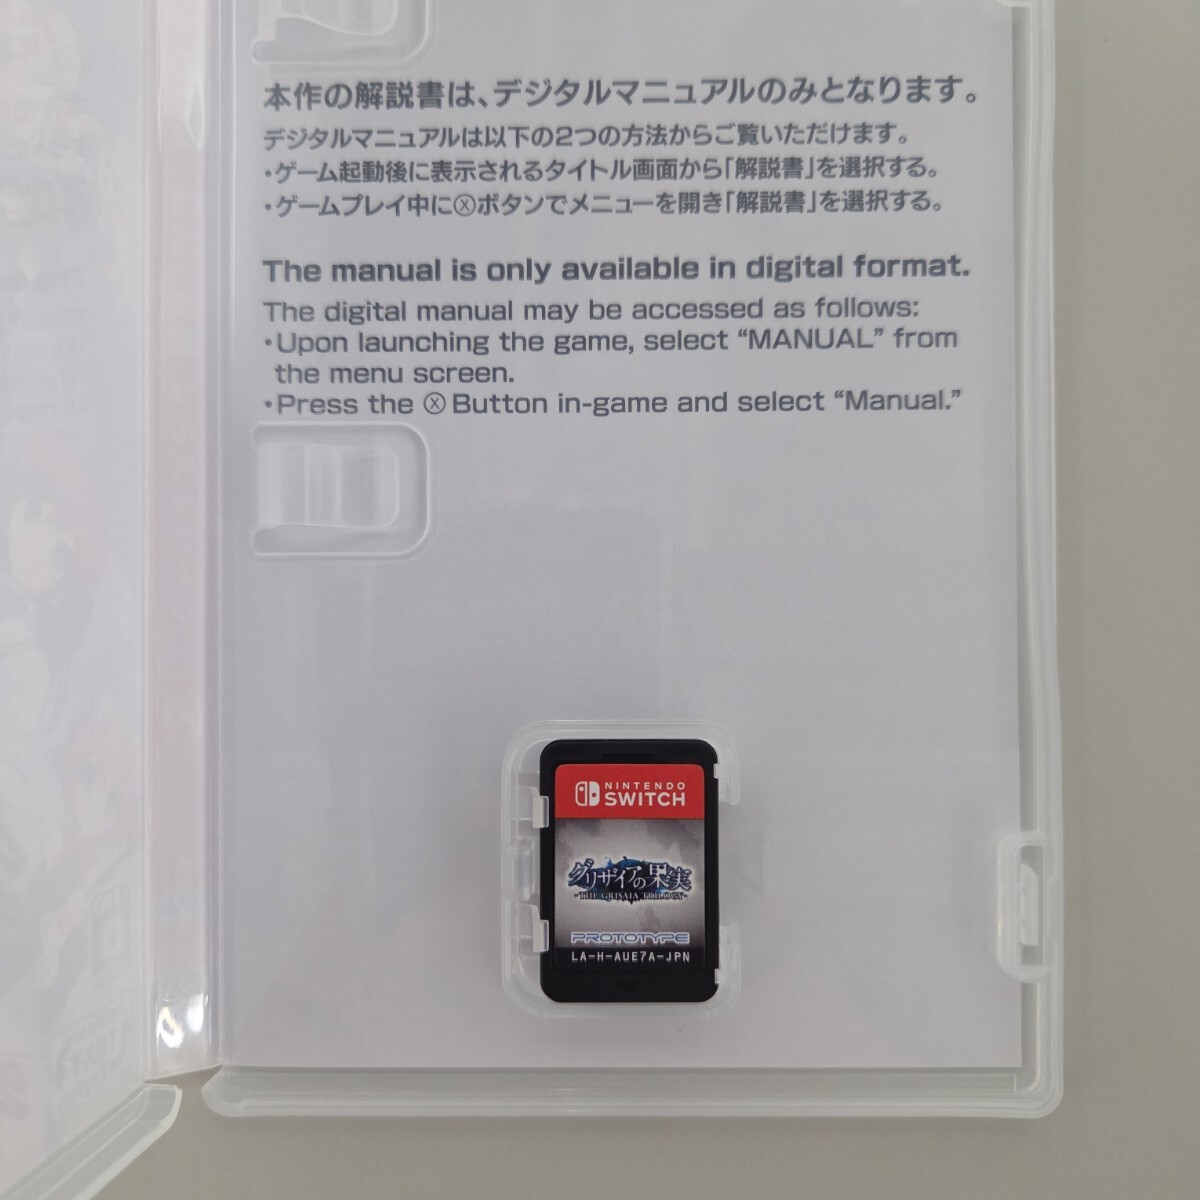 本作の解説書は、デジタルマニュアルのみとなります。
デジタルマニュアルは以下の2つの方法からご覧いただけます。
・ゲーム起動後に表示されるタイトル画面から「解説書」を選択する。
・ゲームプレイ中にⓍボタンでメニューを開き「解説書」を選択する。
The manual is only available in digital format.
The digital manual may be accessed as follows:
・Upon launching the game, select “MANUAL” from
the menu screen.
・Press the Ⓧ Button in-game and select “Manual.”
NINTENDO
SWITCH
グリザイアの果実
-THE GRISAIA TRILOGY-
PROTOTYPE
LA-H-AUE7A-JPN